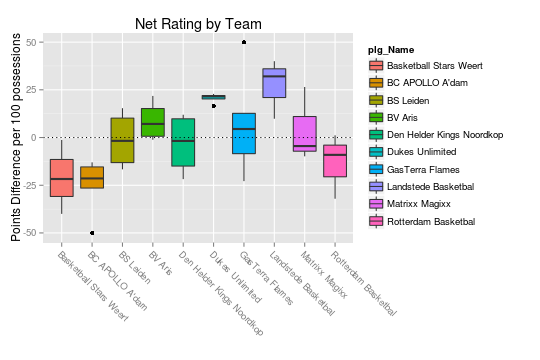 Net Rating by Team
Points Difference per 100 possessions
50
25
0
-25
-50
Basketball Stars Weert
BC APOLLO A'dam
BS Leiden
BV Aris
Den Helder Kings Noordkop
Dukes Unlimited
GasTerra Flames
Landstede Basketbal
Matrixx Magixx
Rotterdam Basketbal
plg_Name
Basketball Stars Weert
BC APOLLO A'dam
BS Leiden
BV Aris
Den Helder Kings Noordkop
Dukes Unlimited
GasTerra Flames
Landstede Basketbal
Matrixx Magixx
Rotterdam Basketbal